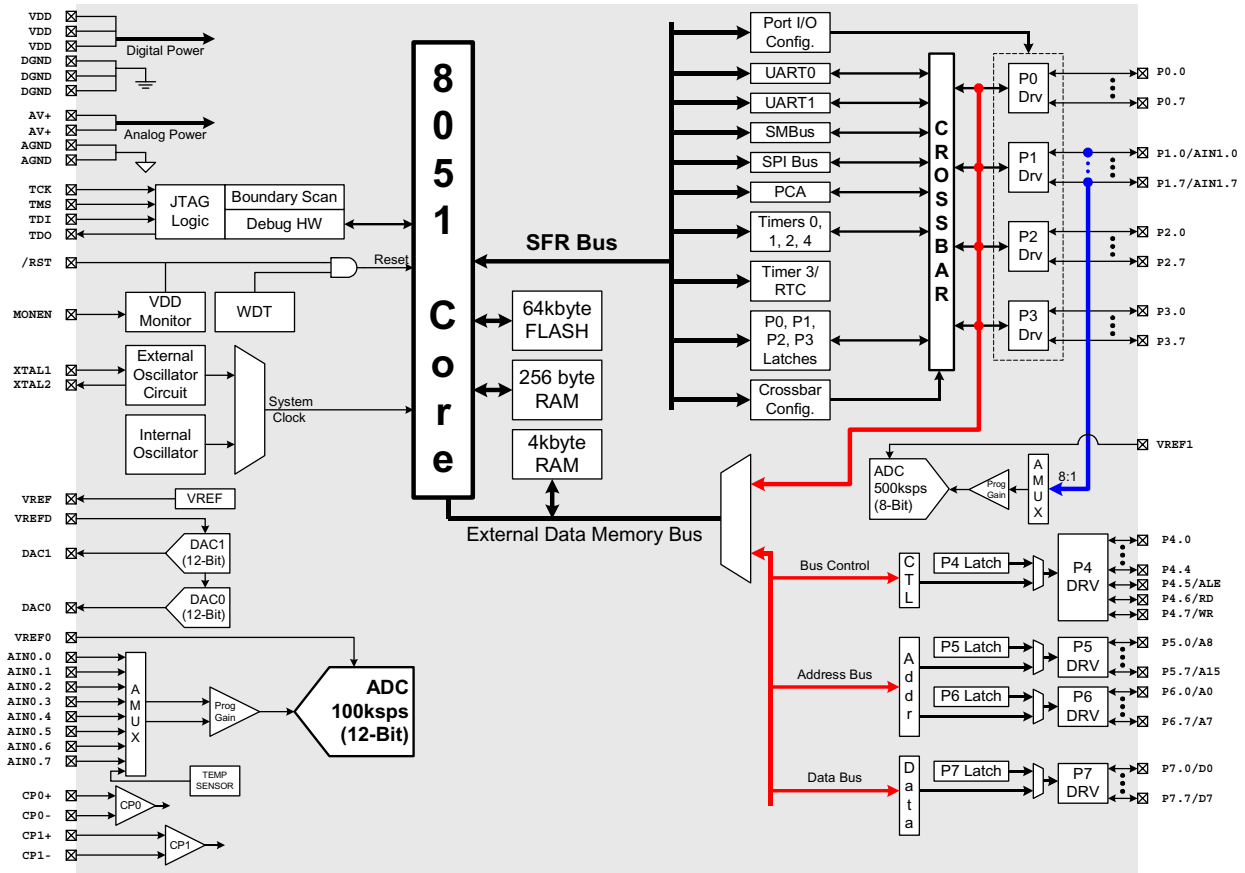 VDD
VDD
VDD
Digital Power
DGND
DGND
DGND
AV+
AV+
Analog Power
AGND
AGND
TCK
TMS
TDI
TDO
JTAG
Logic
Boundary Scan
Debug HW
/RST
Reset
MONEN
VDD
Monitor
WDT
XTAL1
XTAL2
External
Oscillator
Circuit
Internal
Oscillator
System
Clock
VREF
VREF
VREFD
DAC1
DAC1
(12-Bit)
DAC0
DAC0
(12-Bit)
VREF0
AIN0.0
AIN0.1
AIN0.2
AIN0.3
AIN0.4
AIN0.5
AIN0.6
AIN0.7
AMUX
Prog
Gain
ADC
100ksps
(12-Bit)
TEMP
SENSOR
CP0+
CP0-
CP0
CP1+
CP1-
CP1
8051 Core
SFR Bus
64kbyte
FLASH
256 byte
RAM
4kbyte
RAM
External Data Memory Bus
Port I/O
Config.
UART0
UART1
SMBus
SPI Bus
PCA
Timers 0,
1, 2, 4
Timer 3/
RTC
P0, P1,
P2, P3
Latches
Crossbar
Config.
CROSSBAR
P0
Drv
P1
Drv
P2
Drv
P3
Drv
P0.0
P0.7
P1.0/AIN1.0
P1.7/AIN1.7
P2.0
P2.7
P3.0
P3.7
VREF1
ADC
500ksps
(8-Bit)
Prog
Gain
AMUX
8:1
Bus Control
CTL
P4 Latch
P4
DRV
P4.0
P4.4
P4.5/ALE
P4.6/RD
P4.7/WR
Address Bus
Addr
P5 Latch
P5
DRV
P5.0/A8
P5.7/A15
P6 Latch
P6
DRV
P6.0/A0
P6.7/A7
Data Bus
Data
P7 Latch
P7
DRV
P7.0/D0
P7.7/D7